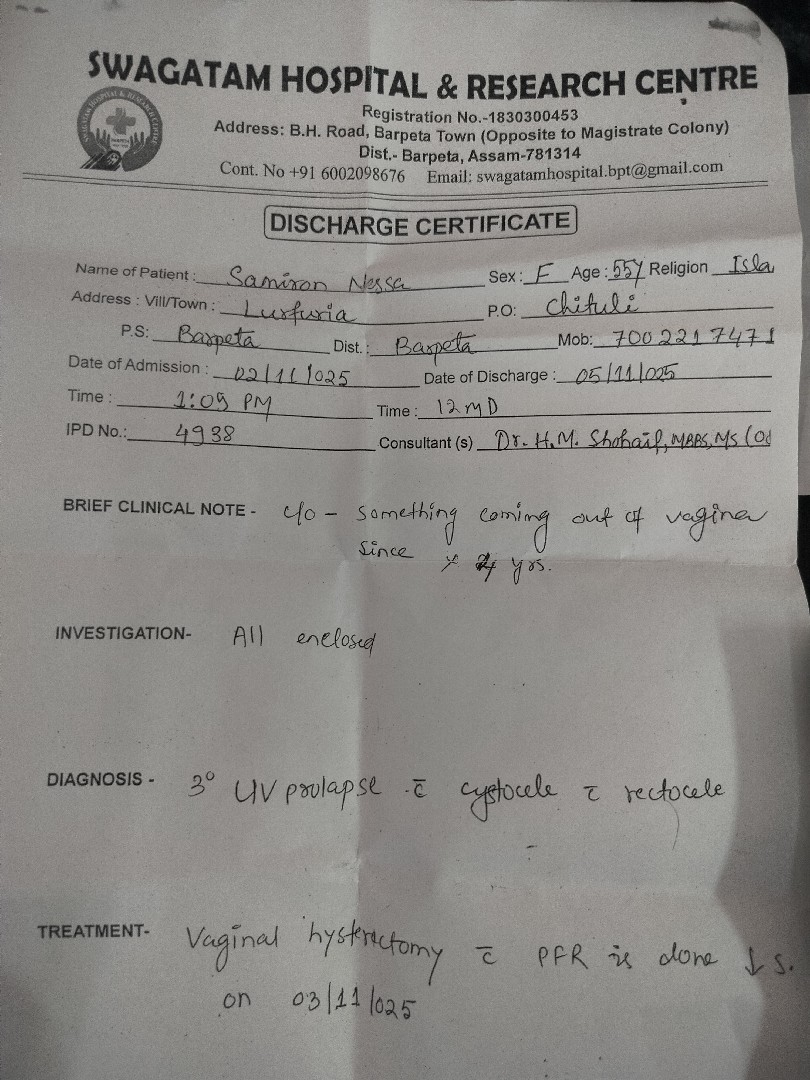 SWAGATAM HOSPITAL & RESEARCH CENTRE
Registration No.-1830300453
Address: B.H. Road, Barpeta Town (Opposite to Magistrate Colony)
Dist.- Barpeta, Assam-781314
Cont. No +91 6002098676 Email: swagatamhospital.bpt@gmail.com
DISCHARGE CERTIFICATE
Name of Patient : Samiron Nessa Sex : F Age : 55Y Religion Isla
Address : Vill/Town : Lurfuria P.O: Chituli
P.S: Barpeta Dist. : Barpeta Mob: 7002217471
Date of Admission : 02/11/025 Date of Discharge : 05/11/025
Time : 1:09 PM Time : 12 MD
IPD No.: 4938 Consultant (s) Dr. H.M. Shohaif, MBBS, MS (O
BRIEF CLINICAL NOTE - c/o - something coming out of vagina
since yrs.
INVESTIGATION- All enclosed
DIAGNOSIS - 3° UV prolapse c̄ cystocele c̄ rectocele
TREATMENT- Vaginal hysterectomy c̄ PFR is done ↓ s.
on 03/11/025